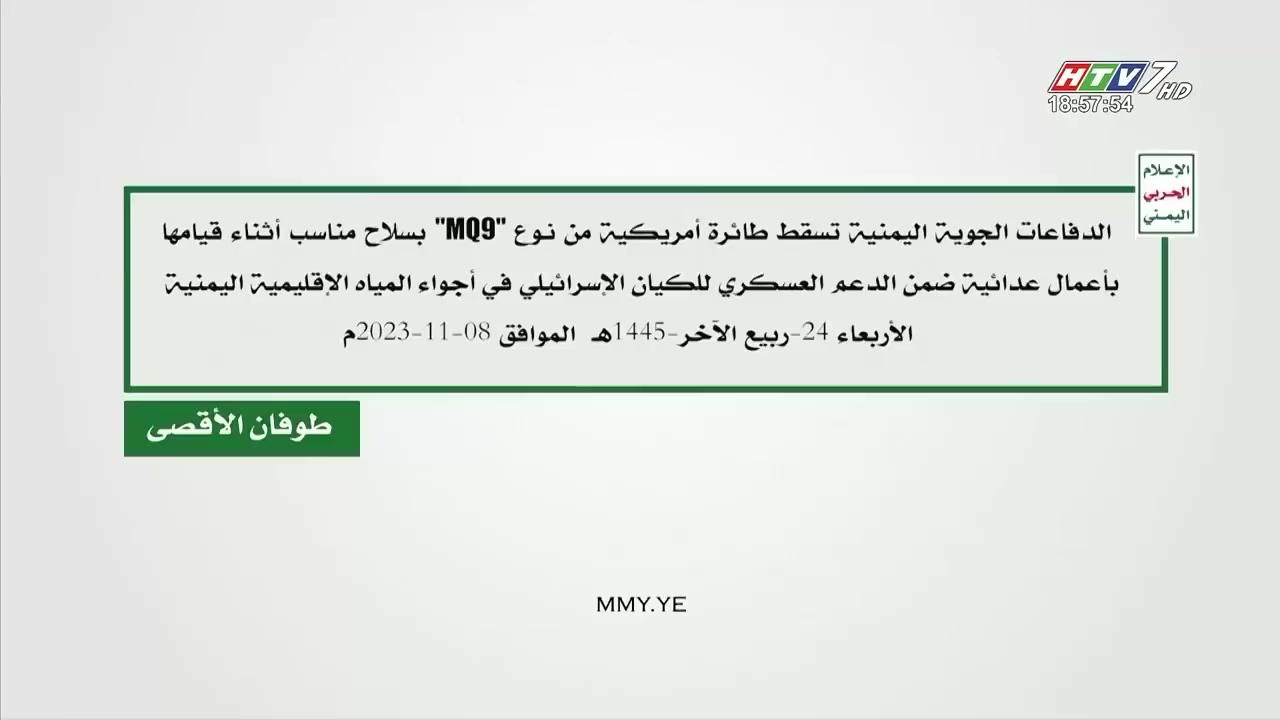 HTV7 HD
18:57:54
الإعلام
الحربي
اليمني
الدفاعات الجوية اليمنية تسقط طائرة أمريكية من نوع "MQ9" بسلاح مناسب أثناء قيامها
بأعمال عدائية ضمن الدعم العسكري للكيان الإسرائيلي في أجواء المياه الإقليمية اليمنية
الأربعاء 24-ربيع الآخر-1445هـ الموافق 08-11-2023م
طوفان الأقصى
MMY.YE